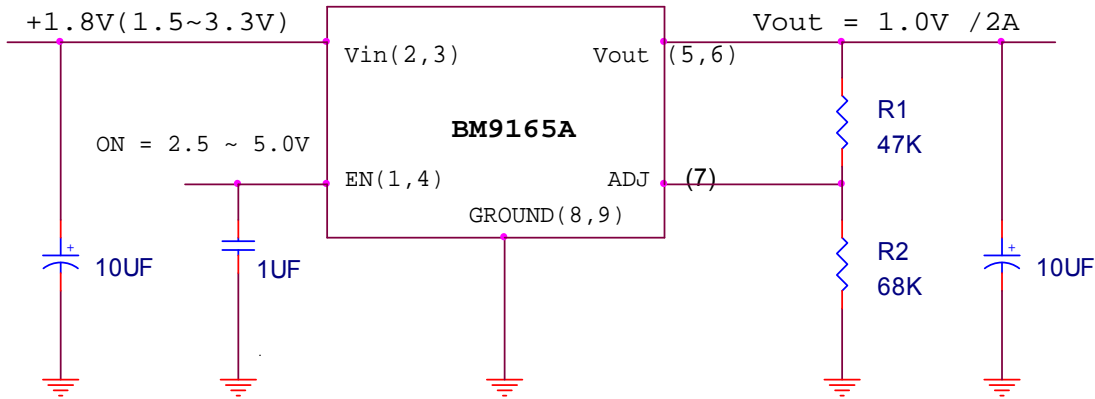 +1.8V(1.5~3.3V)
Vout = 1.0V /2A
Vin(2,3)
Vout (5,6)
R1
47K
BM9165A
ON = 2.5 ~ 5.0V
EN(1,4)
ADJ (7)
GROUND(8,9)
+
10UF
1UF
R2
68K
+
10UF